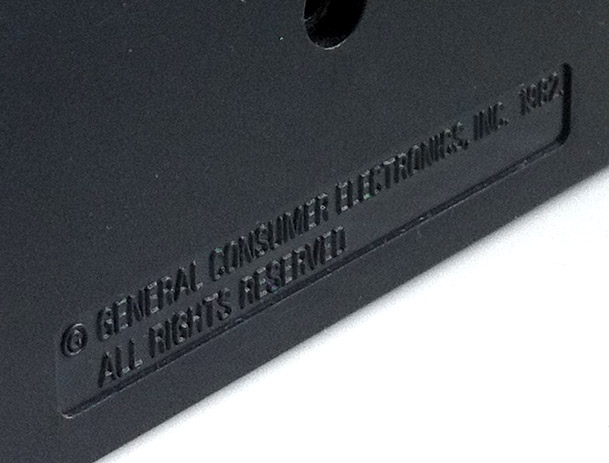 © GENERAL CONSUMER ELECTRONICS, INC. 1982.
ALL RIGHTS RESERVED